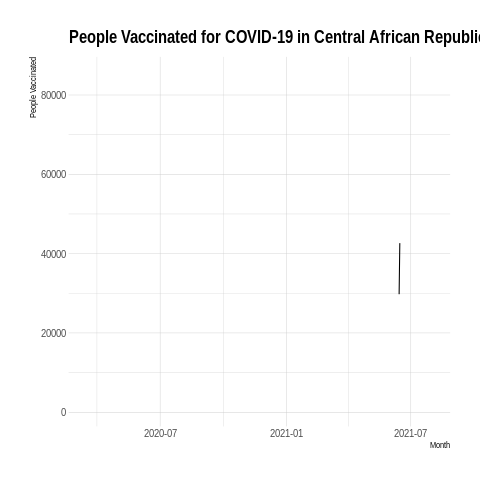 People Vaccinated for COVID-19 in Central African Republi
People Vaccinated
80000
60000
40000
20000
0
2020-07
2021-01
2021-07
Month